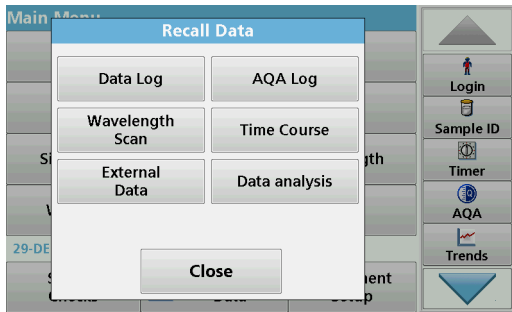 Main Menu
Recall Data
Data Log
AQA Log
Wavelength
Scan
Time Course
External
Data
Data analysis
Close
29-DE
Login
Sample ID
Timer
AQA
Trends